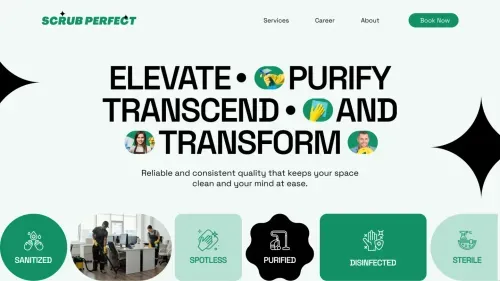 SCRUB PERFECT
Services
Career
About
Book Now
ELEVATE • PURIFY
TRANSCEND • AND
TRANSFORM
Reliable and consistent quality that keeps your space
clean and your mind at ease.
SANITIZED
SPOTLESS
PURIFIED
DISINFECTED
STERILE